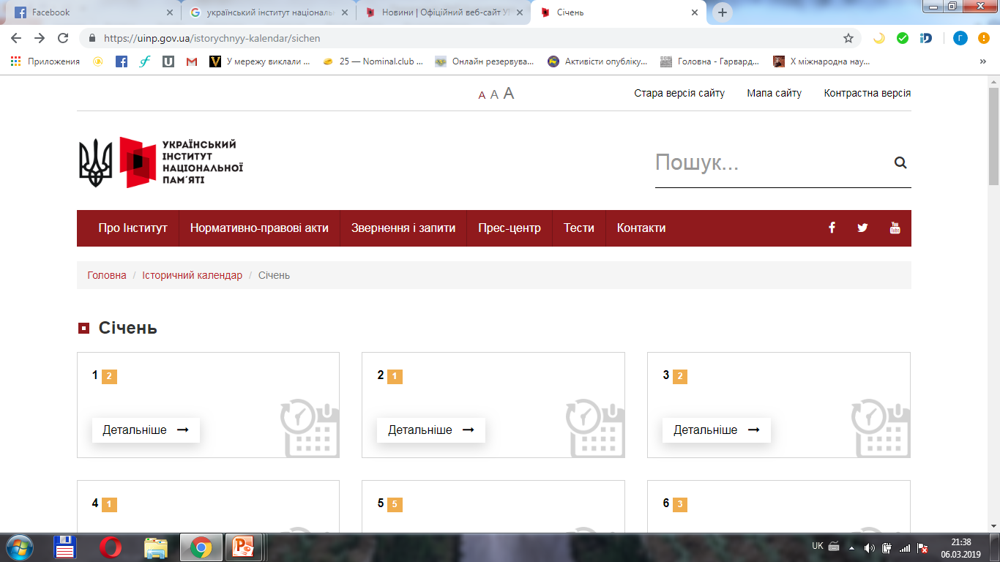 Facebook
український інститут національ
Новини | Офіційний веб-сайт У
Січень
https://uinp.gov.ua/istorychnyy-kalendar/sichen
Г
Приложения
У мережу виклали ...
25 — Nominal.club ...
Онлайн резервува...
Активісти опубліку...
Головна - Гарвард...
X міжнародна нау...
»
А А А
Стара версія сайту
Мапа сайту
Контрастна версія
УКРАЇНСЬКИЙ
ІНСТИТУТ
НАЦІОНАЛЬНОЇ
ПАМ'ЯТІ
Пошук...
Про Інститут
Нормативно-правові акти
Звернення і запити
Прес-центр
Тести
Контакти
You Tube
Головна / Історичний календар / Січень
Січень
1 2
2 1
3 2
Детальніше
Детальніше
Детальніше
4 1
5 5
6 3
UK
21:38
06.03.2019